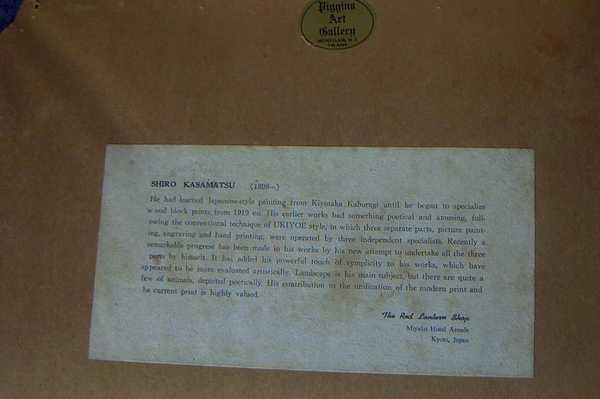 Piggins
Art
Gallery
MONTCLAIR, N.J.
SHIRO KASAMATSU (1898—)
He had learned Japanese-style painting from Kiyotaka Kaburagi until he began to specialize
wood block prints from 1919 on. His earlier works had something poetical and amusing, foll-
owing the conventional technique of UKIYOE style, in which three separate parts, picture paint-
ing, engraving and hand printing, were operated by three independent specialists. Recently a
remarkable progress has been made in his works by his new attempt to undertake all the three
parts by himself. It has added his powerful touch of symplicity to his works, which have
appeared to be more evaluated artistically. Landscape is his main subject, but there are quite a
few of animals, depicted poetically. His contribution to the unification of the modern print and
he current print is highly valued.
The Red Lantern Shop
Miyako Hotel Arcade
Kyoto, Japan